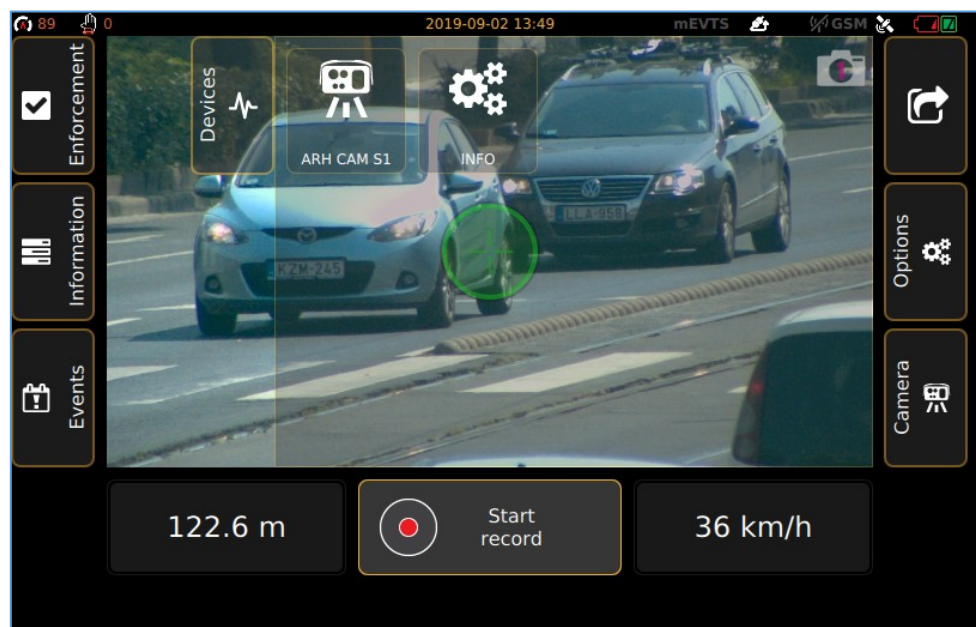 89
0
2019-09-02 13:49
mEVTS
GSM
Enforcement
Information
Events
Devices
ARH CAM S1
INFO
KZM-245
LLA-958
Options
Camera
122.6 m
Start
record
36 km/h